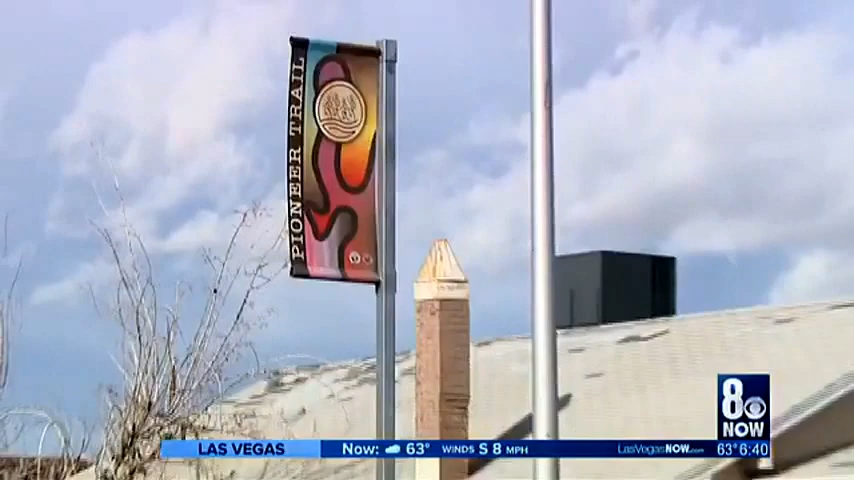 PIONEER TRAIL
8
NOW
LAS VEGAS
Now: 63° WINDS S 8 MPH
LasVegasNOW.com
63° 6:40